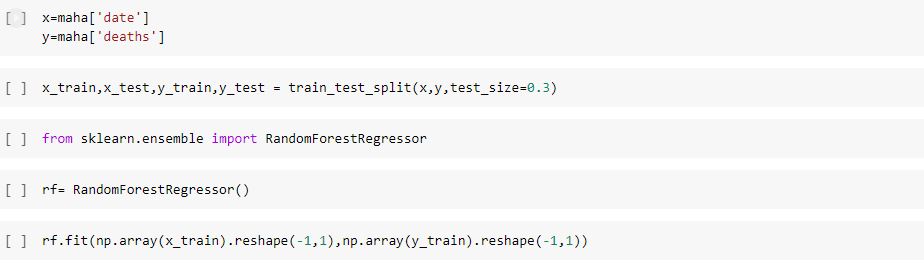 [ ] x=maha['date']
y=maha['deaths']
[ ] x_train,x_test,y_train,y_test = train_test_split(x,y,test_size=0.3)
[ ] from sklearn.ensemble import RandomForestRegressor
[ ] rf= RandomForestRegressor()
[ ] rf.fit(np.array(x_train).reshape(-1,1),np.array(y_train).reshape(-1,1))